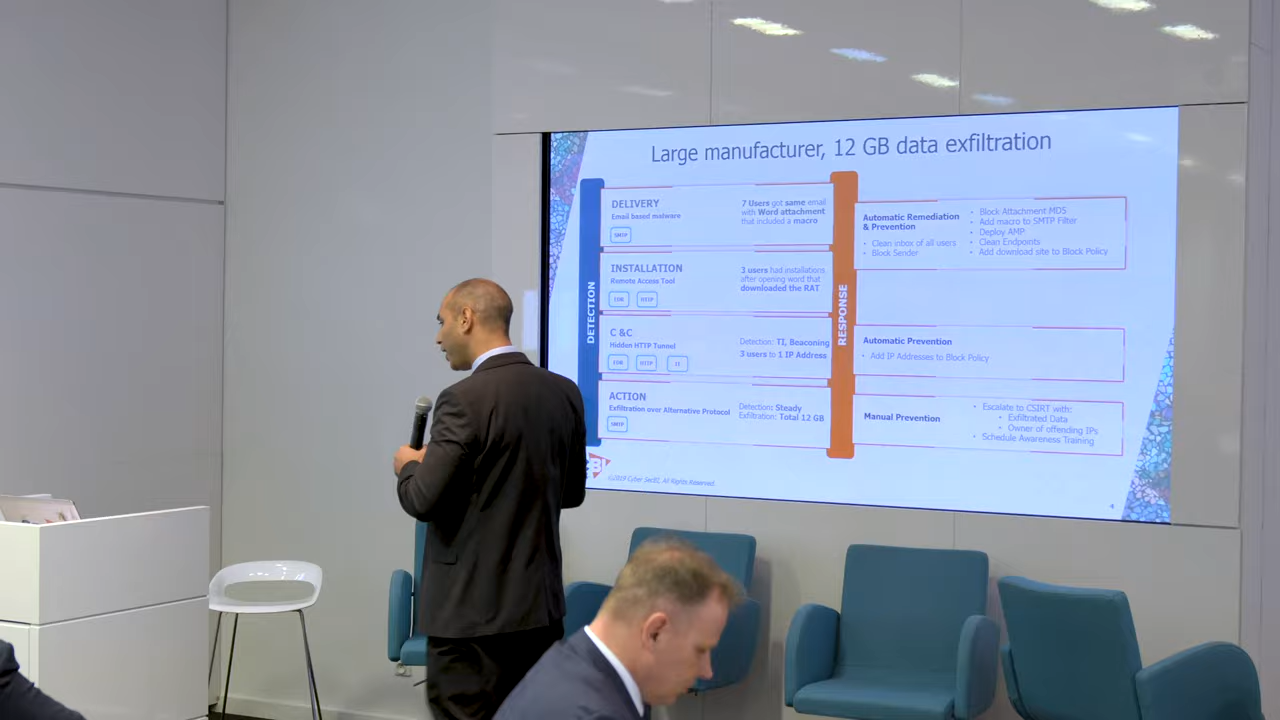 Large manufacturer, 12 GB data exfiltration
DETECTION
DELIVERY
Email based malware
SMTP
7 Users got same email
with Word attachment
that included a macro
INSTALLATION
Remote Access Tool
EDR HTTP
3 users had installations
after opening word that
downloaded the RAT
C &C
Hidden HTTP Tunnel
EDR HTTP TI
Detection: TI, Beaconing
3 users to 1 IP Address
ACTION
Exfiltration over Alternative Protocol
SMTP
Detection: Steady
Exfiltration: Total 12 GB
RESPONSE
Automatic Remediation
& Prevention
• Clean inbox of all users
• Block Sender
• Block Attachment MD5
• Add macro to SMTP Filter
• Deploy AMP
• Clean Endpoints
• Add download site to Block Policy
Automatic Prevention
• Add IP Addresses to Block Policy
Manual Prevention
• Escalate to CSIRT with:
• Exfiltrated Data
• Owner of offending IPs
• Schedule Awareness Training
©2019 Cyber SecBI, All Rights Reserved.
4